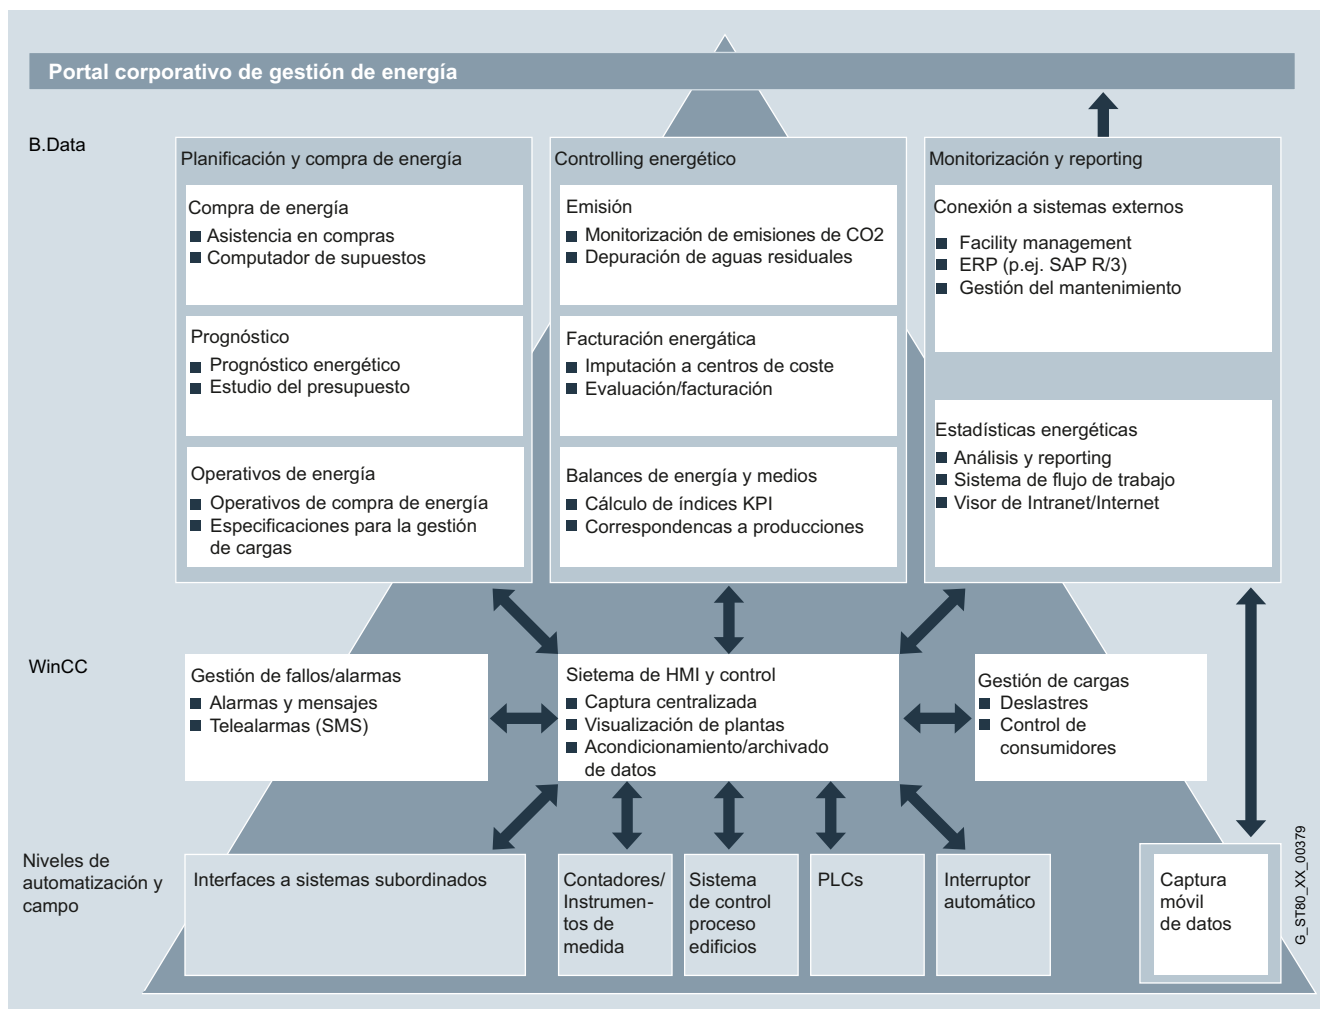 Portal corporativo de gestión de energía
B.Data
Planificación y compra de energía
Compra de energía
Asistencia en compras
Computador de supuestos
Prognóstico
Prognóstico energético
Estudio del presupuesto
Operativos de energía
Operativos de compra de energía
Especificaciones para la gestión
de cargas
Controlling energético
Emisión
Monitorización de emisiones de CO2
Depuración de aguas residuales
Facturación energática
Imputación a centros de coste
Evaluación/facturación
Balances de energía y medios
Cálculo de índices KPI
Correspondencas a producciones
Monitorización y reporting
Conexión a sistemas externos
Facility management
ERP (p.ej. SAP R/3)
Gestión del mantenimiento
Estadísticas energéticas
Análisis y reporting
Sistema de flujo de trabajo
Visor de Intranet/Internet
WinCC
Gestión de fallos/alarmas
Alarmas y mensajes
Telealarmas (SMS)
Sietema de HMI y control
Captura centralizada
Visualización de plantas
Acondicionamiento/archivado
de datos
Gestión de cargas
Deslastres
Control de
consumidores
Niveles de
automatización y
campo
Interfaces a sistemas subordinados
Contadores/
Instrumen-
tos de
medida
Sistema
de control
proceso
edificios
PLCs
Interruptor
automático
Captura
móvil
de datos
G_ST80_XX_00379